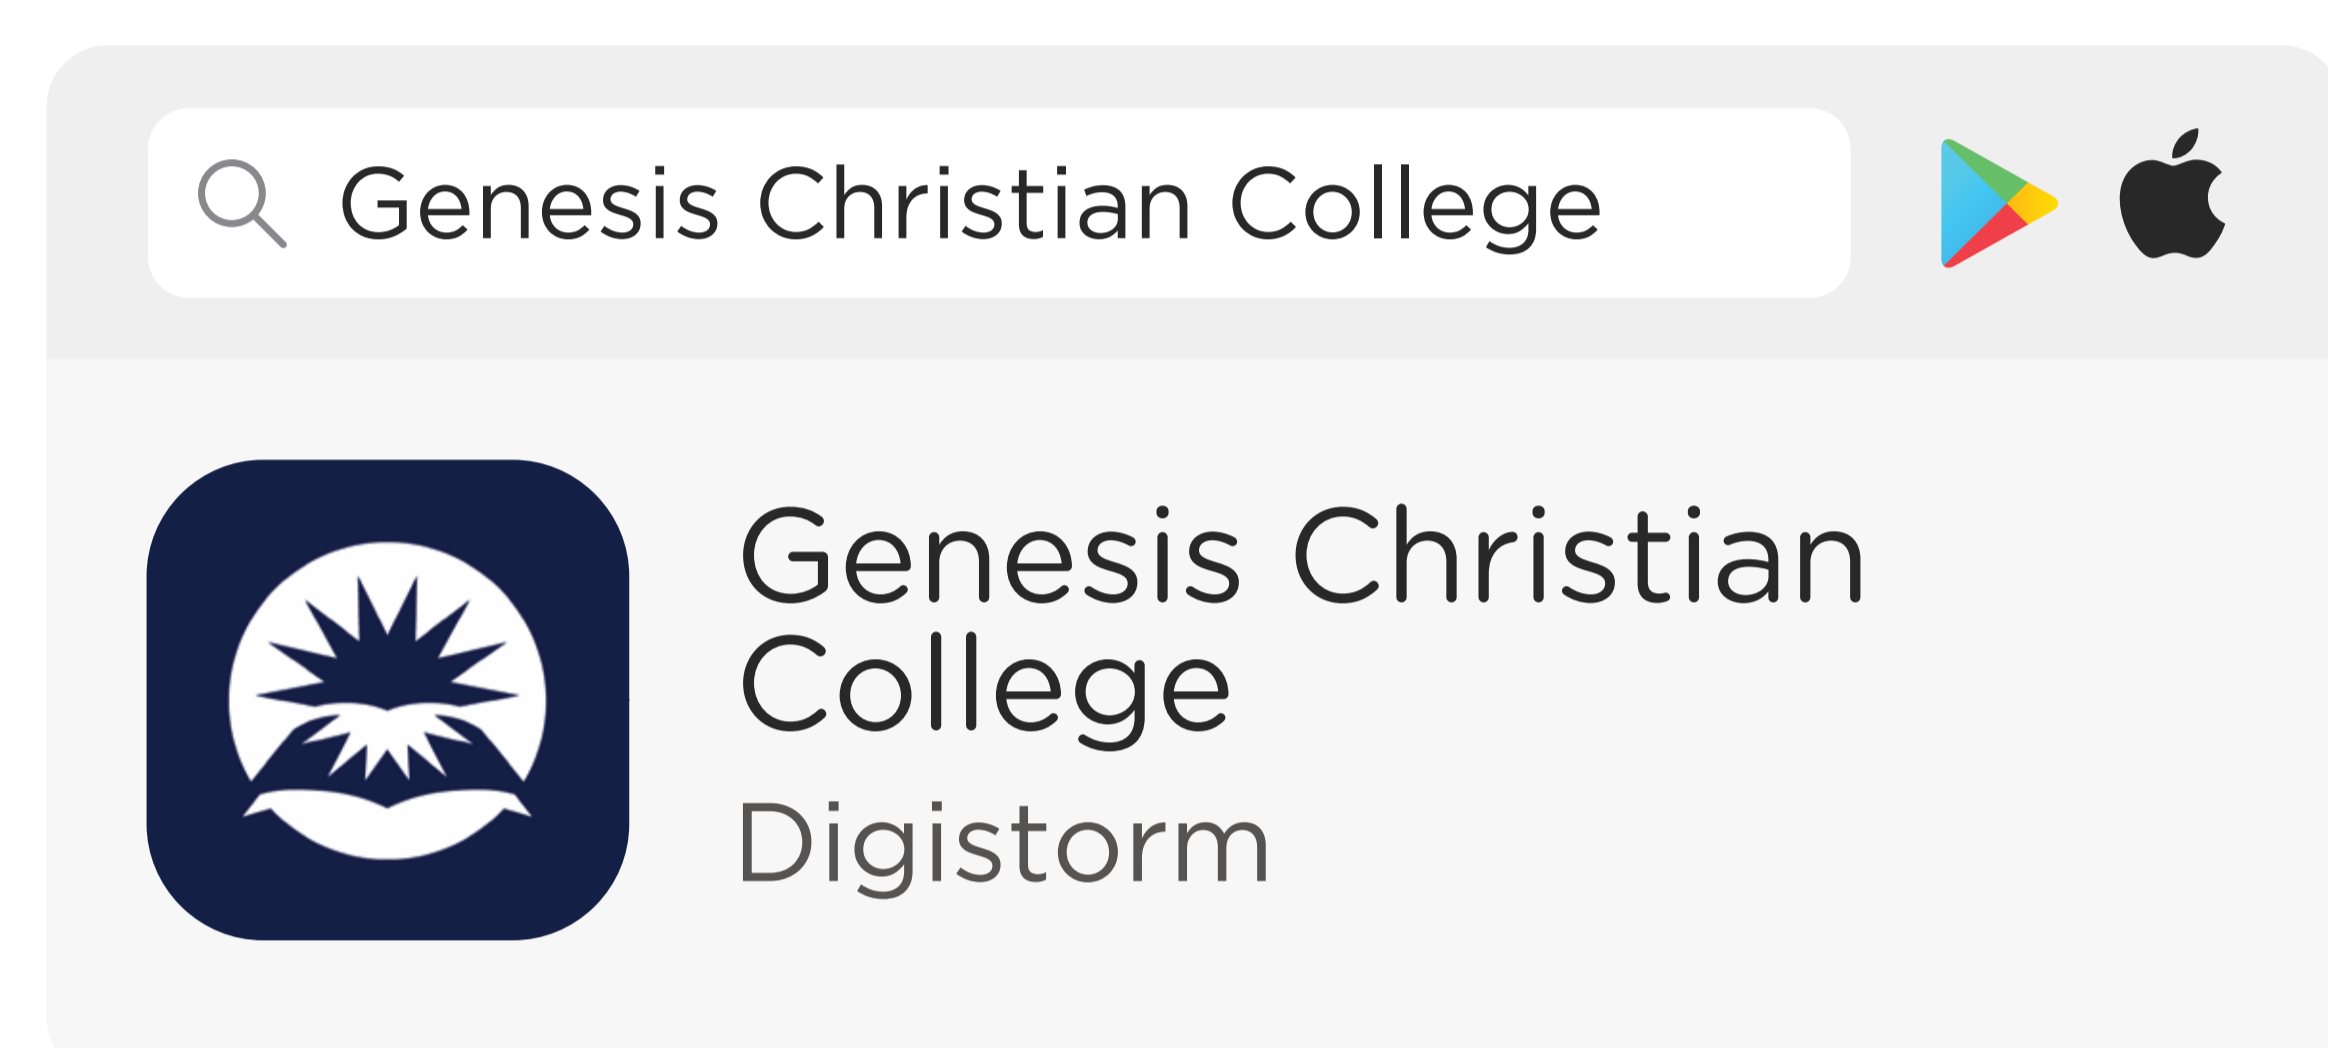 Genesis Christian College
Genesis Christian
College
Digistorm